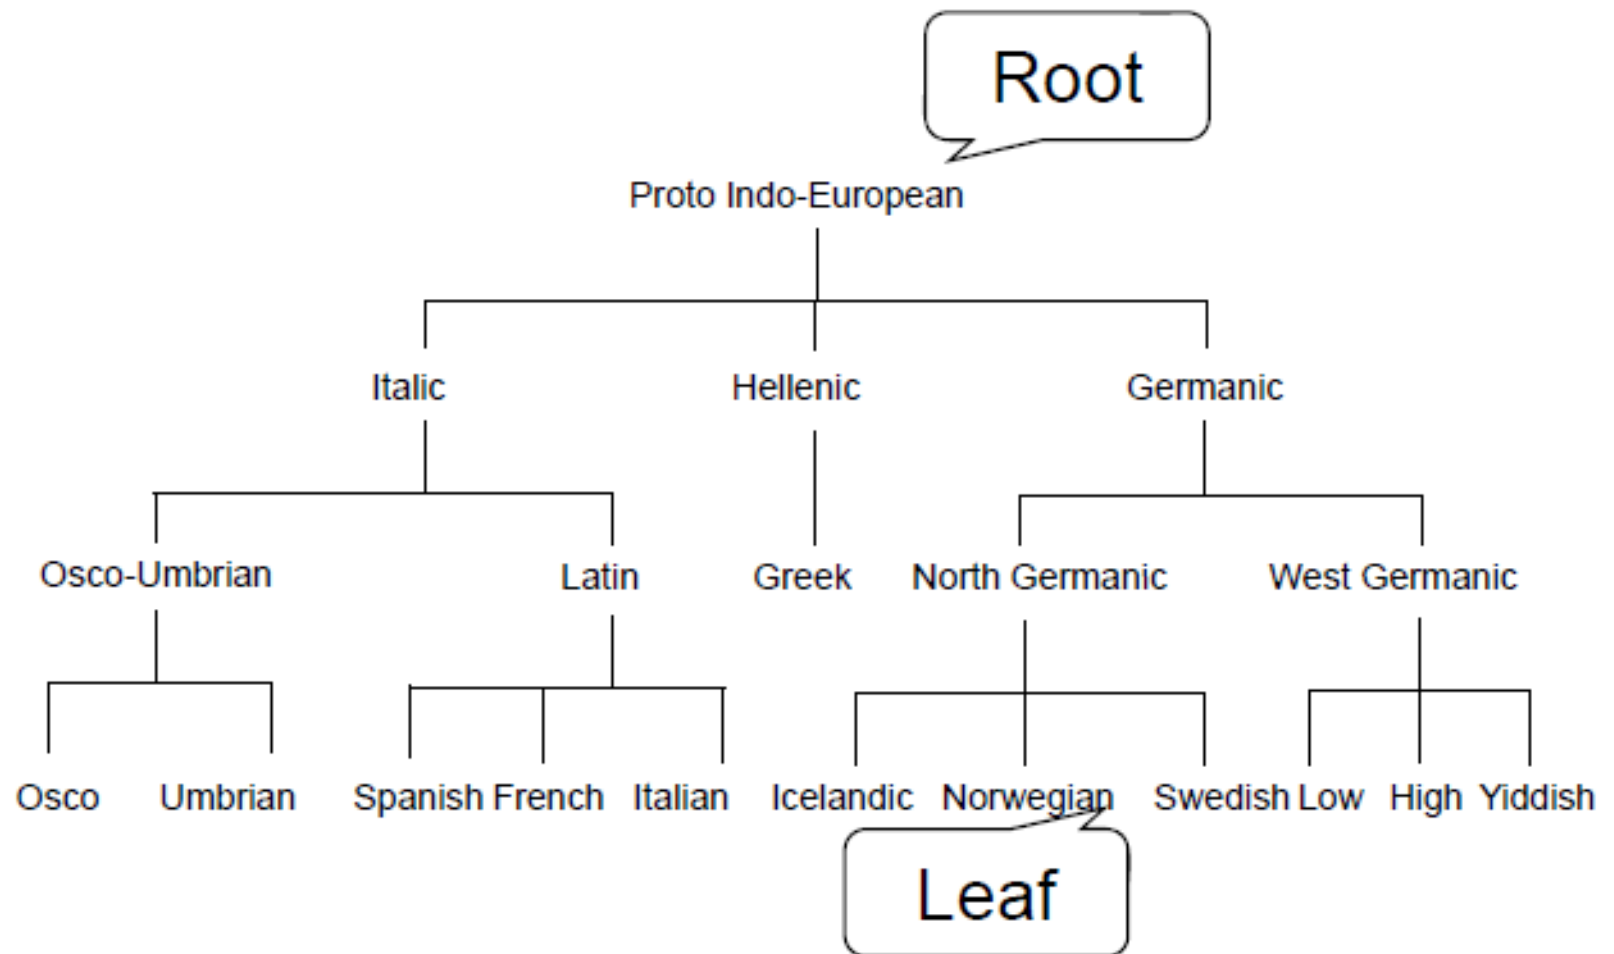 Root
Proto Indo-European
Italic Hellenic Germanic
Osco-Umbrian Latin Greek North Germanic West Germanic
Osco Umbrian Spanish French Italian Icelandic Norwegian Swedish Low High Yiddish
Leaf